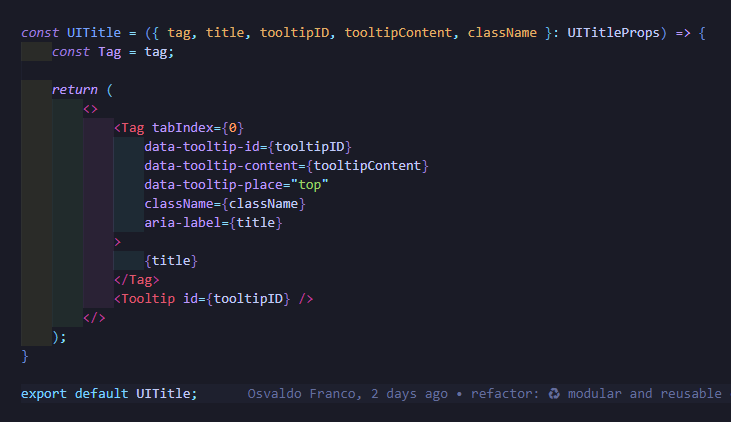 const UITitle = ({ tag, title, tooltipID, tooltipContent, className }: UITitleProps) => {
    const Tag = tag;

    return (
        <>
            <Tag tabIndex={0}
                data-tooltip-id={tooltipID}
                data-tooltip-content={tooltipContent}
                data-tooltip-place="top"
                className={className}
                aria-label={title}
            >
                {title}
            </Tag>
            <Tooltip id={tooltipID} />
        </>
    );
}

export default UITitle;    Osvaldo Franco, 2 days ago • refactor: ♻ modular and reusable